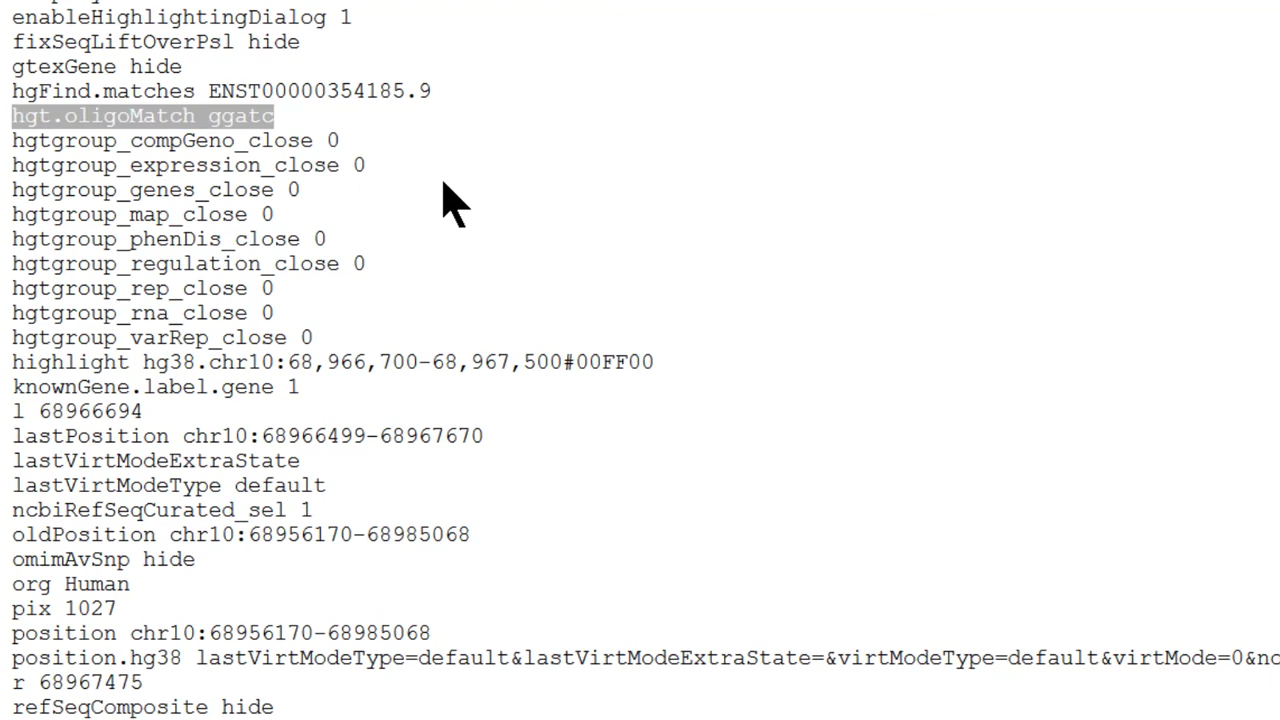 enableHighlightingDialog 1
fixSeqLiftOverPsl hide
gtexGene hide
hgFind.matches ENST00000354185.9
hgt.oligoMatch ggatc
hgtgroup_compGeno_close 0
hgtgroup_expression_close 0
hgtgroup_genes_close 0
hgtgroup_map_close 0
hgtgroup_phenDis_close 0
hgtgroup_regulation_close 0
hgtgroup_rep_close 0
hgtgroup_rna_close 0
hgtgroup_varRep_close 0
highlight hg38.chr10:68,966,700-68,967,500#00FF00
knownGene.label.gene 1
l 68966694
lastPosition chr10:68966499-68967670
lastVirtModeExtraState
lastVirtModeType default
ncbiRefSeqCurated_sel 1
oldPosition chr10:68956170-68985068
omimAvSnp hide
org Human
pix 1027
position chr10:68956170-68985068
position.hg38 lastVirtModeType=default&lastVirtModeExtraState=&virtModeType=default&virtMode=0&
r 68967475
refSeqComposite hide